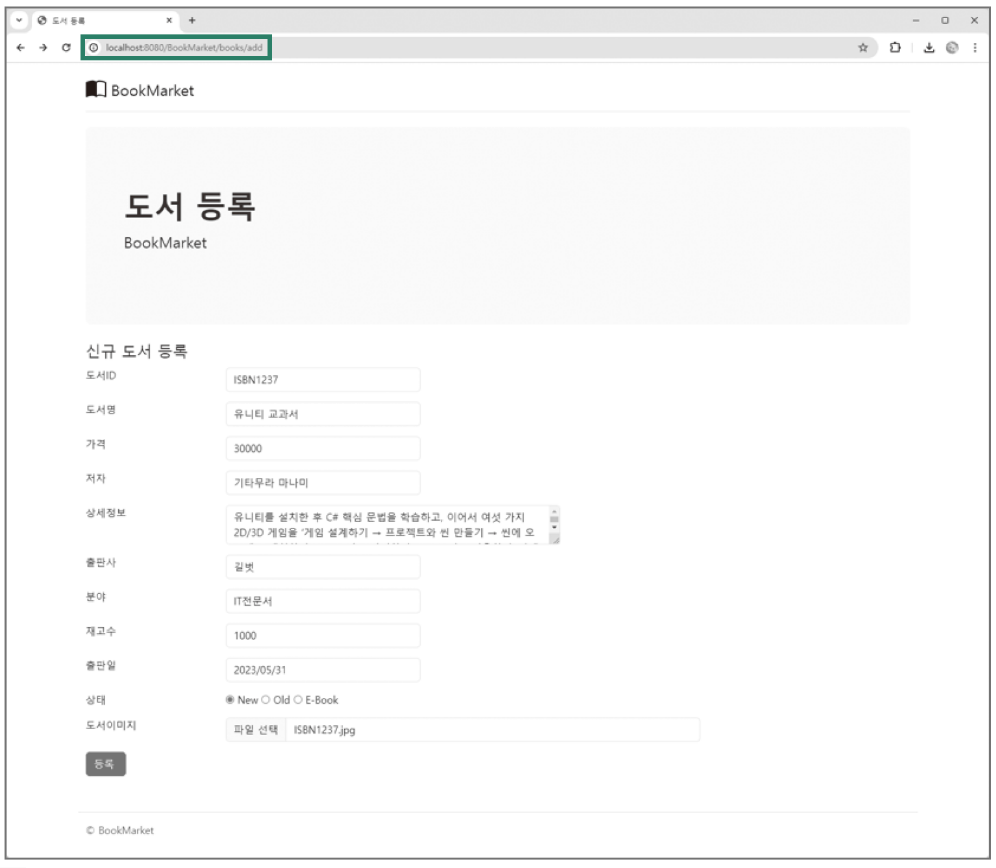 도서 등록
localhost:8080/BookMarket/books/add
BookMarket
도서 등록
BookMarket
신규 도서 등록
도서ID
ISBN1237
도서명
유니티 교과서
가격
30000
저자
기타무라 마나미
상세정보
유니티를 설치한 후 C# 핵심 문법을 학습하고, 이어서 여섯 가지
2D/3D 게임을 '게임 설계하기 → 프로젝트와 씬 만들기 → 씬에 오
출판사
길벗
분야
IT전문서
재고수
1000
출판일
2023/05/31
상태
New Old E-Book
도서이미지
파일 선택 ISBN1237.jpg
등록
© BookMarket